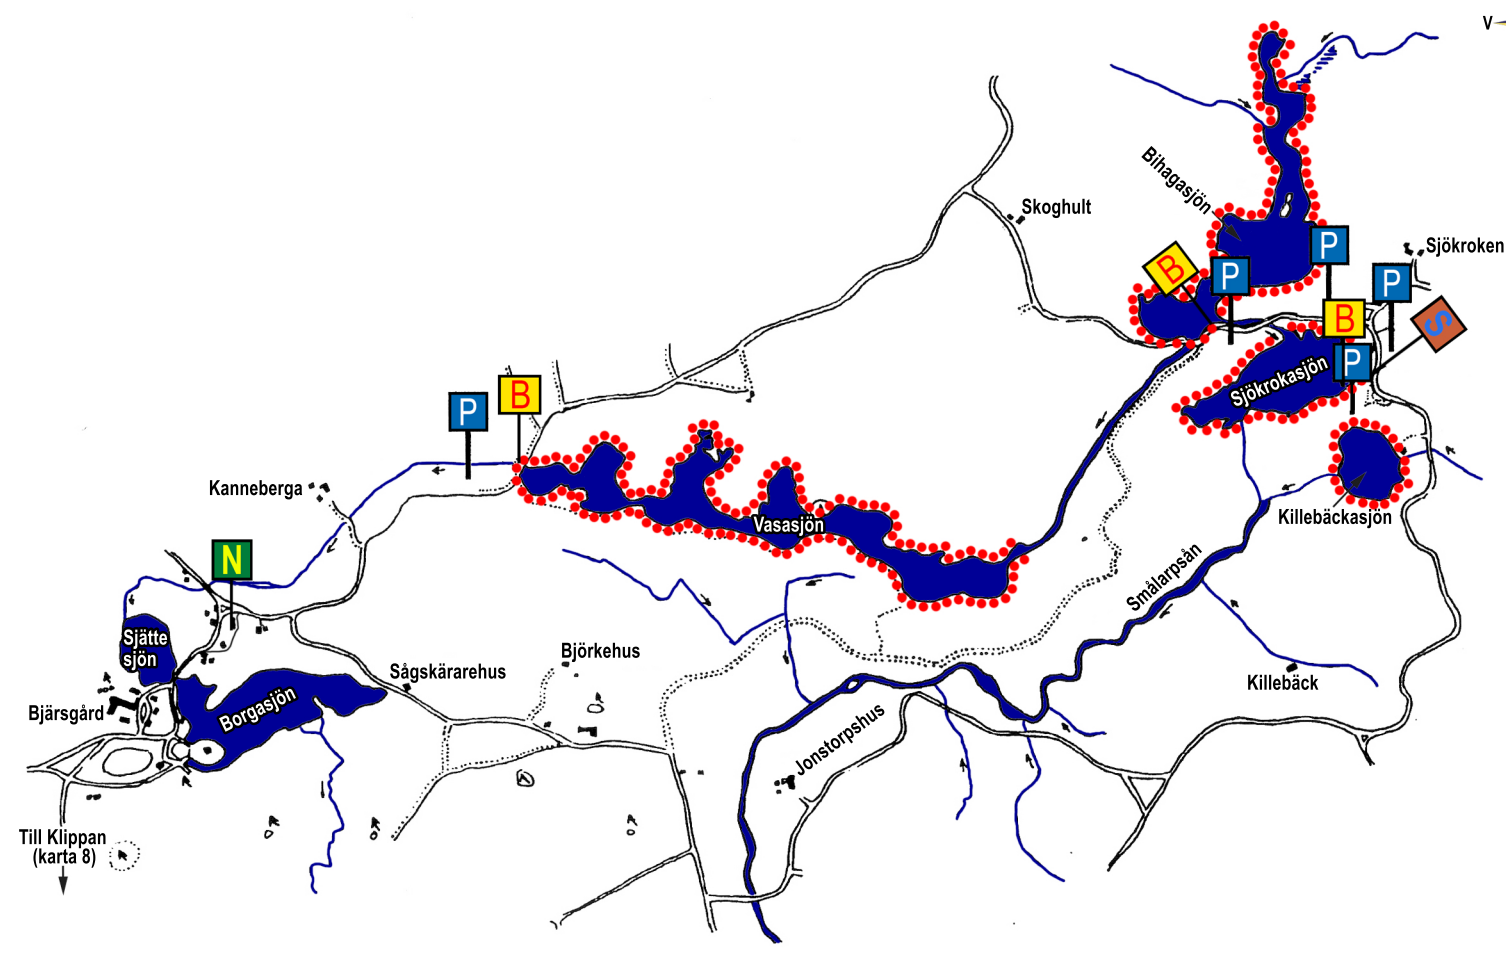 V
Bihagasjön
Skoghult
Sjökroken
P
B
P
P
B
S
P
Sjökrokasjön
P
B
Kanneberga
Vasasjön
Killebäckasjön
N
Smålarpsån
Sjätte
sjön
Björkehus
Sågskärarehus
Killebäck
Bjärsgård
Borgasjön
Jonstorpshus
Till Klippan
(karta 8)